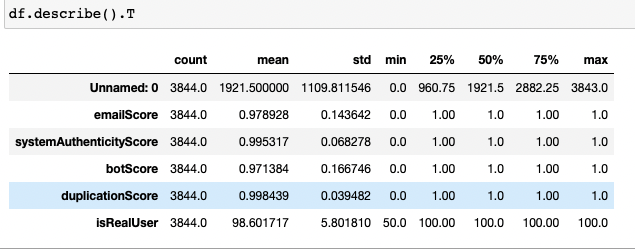 df.describe().T
count mean std min 25% 50% 75% max
Unnamed: 0 3844.0 1921.500000 1109.811546 0.0 960.75 1921.5 2882.25 3843.0
emailScore 3844.0 0.978928 0.143642 0.0 1.00 1.0 1.00 1.0
systemAuthenticityScore 3844.0 0.995317 0.068278 0.0 1.00 1.0 1.00 1.0
botScore 3844.0 0.971384 0.166746 0.0 1.00 1.0 1.00 1.0
duplicationScore 3844.0 0.998439 0.039482 0.0 1.00 1.0 1.00 1.0
isRealUser 3844.0 98.601717 5.801810 50.0 100.00 100.0 100.00 100.0